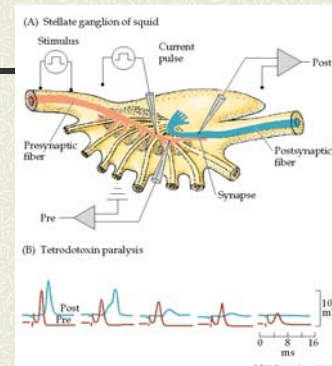 (A) Stellate ganglion of squid
Stimulus
Current
pulse
Post
Presynaptic
fiber
Postsynaptic
fiber
Synapse
Pre
(B) Tetrodotoxin paralysis
Post
Pre
10
m
0 8 16
ms